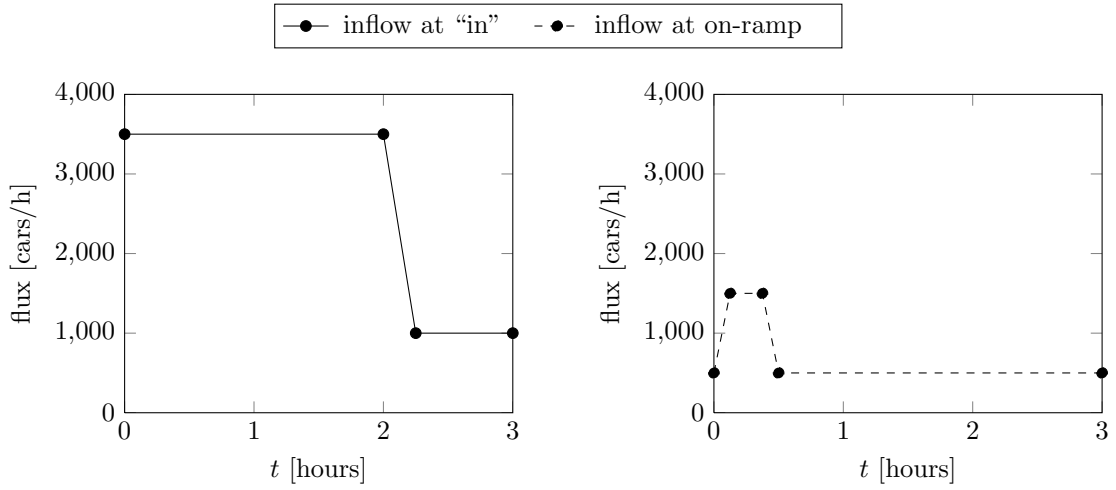 inflow at “in” inflow at on-ramp
4,000
3,000
2,000
1,000
0
flux [cars/h]
0 1 2 3
t [hours]
4,000
3,000
2,000
1,000
0
flux [cars/h]
0 1 2 3
t [hours]